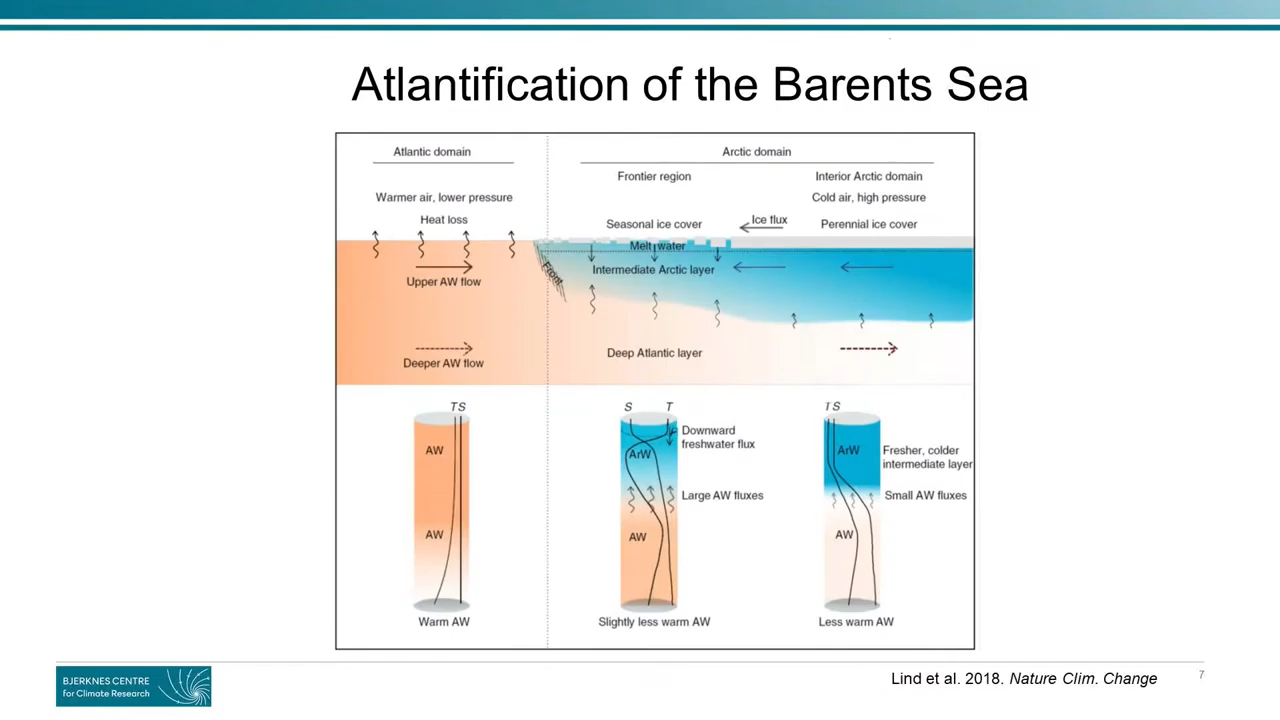 Atlantification of the Barents Sea
Atlantic domain
Arctic domain
Frontier region
Interior Arctic domain
Warmer air, lower pressure
Cold air, high pressure
Heat loss
Seasonal ice cover
Ice flux
Perennial ice cover
Melt water
Front
Intermediate Arctic layer
Upper AW flow
Deep Atlantic layer
Deeper AW flow
T S
S T
T S
AW
ArW
Downward
freshwater flux
ArW
Fresher, colder
intermediate layer
Large AW fluxes
Small AW fluxes
AW
AW
AW
Warm AW
Slightly less warm AW
Less warm AW
BJERKNES CENTRE
for Climate Research
Lind et al. 2018. Nature Clim. Change
7